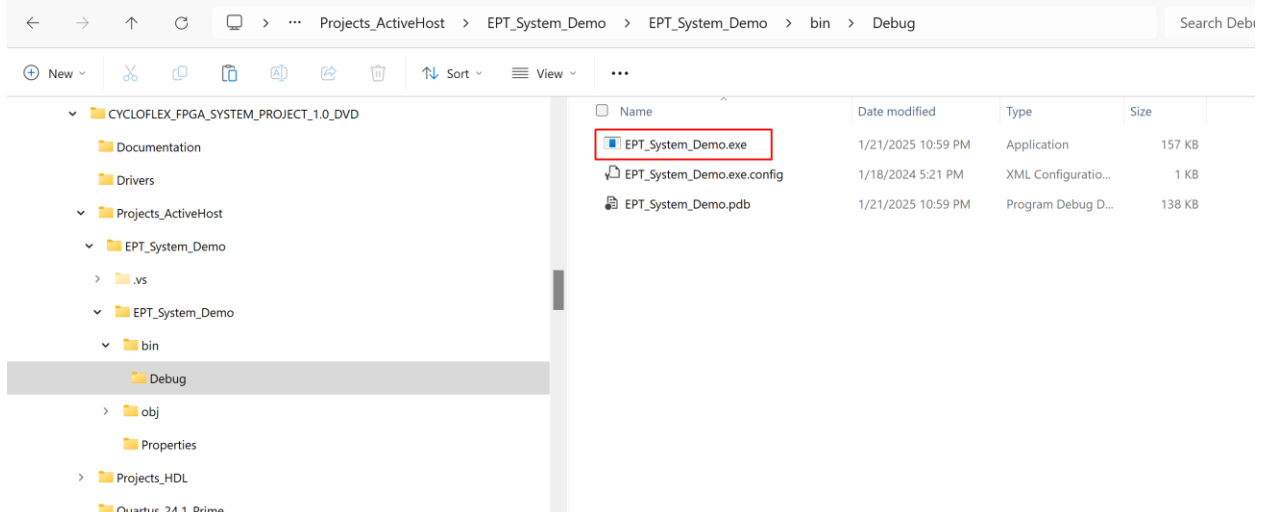 Projects_ActiveHost > EPT_System_Demo > EPT_System_Demo > bin > Debug
Search Debu
New Sort View
CYCLOFLEX_FPGA_SYSTEM_PROJECT_1.0_DVD
Documentation
Drivers
Projects_ActiveHost
EPT_System_Demo
.vs
EPT_System_Demo
bin
Debug
obj
Properties
Projects_HDL
Quartus_24.1_Prime
Name Date modified Type Size
EPT_System_Demo.exe 1/21/2025 10:59 PM Application 157 KB
EPT_System_Demo.exe.config 1/18/2024 5:21 PM XML Configuratio... 1 KB
EPT_System_Demo.pdb 1/21/2025 10:59 PM Program Debug D... 138 KB